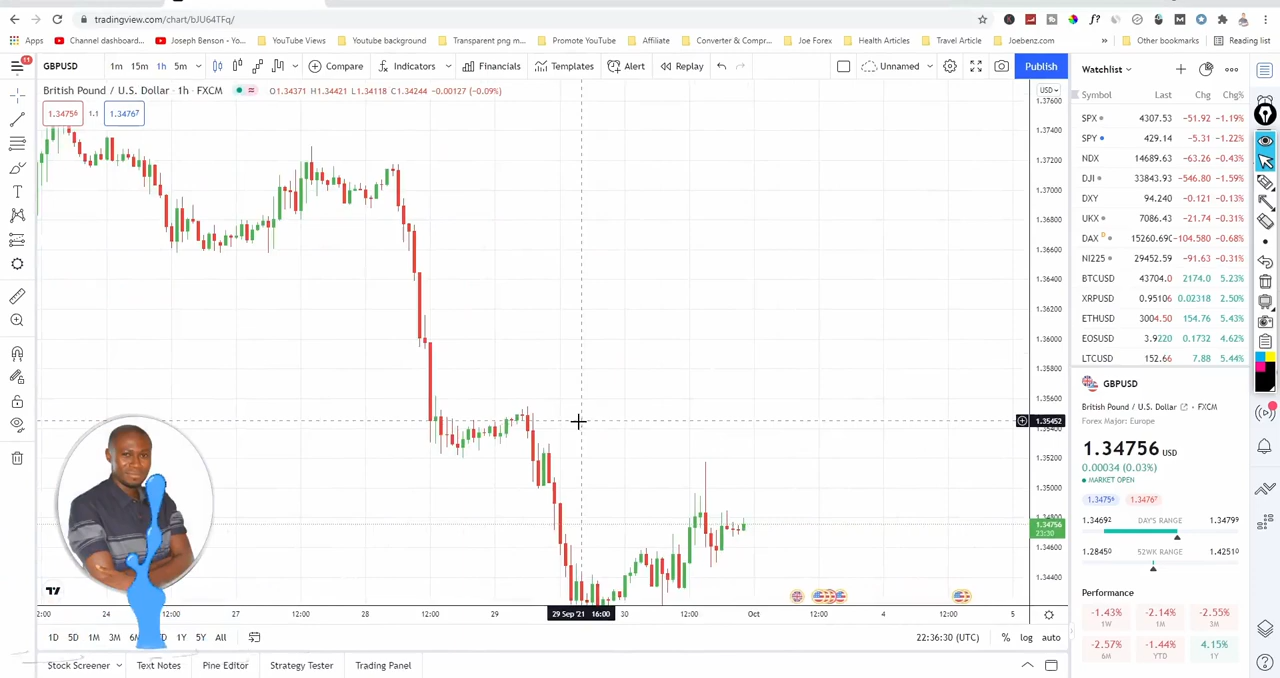 tradingview.com/chart/bJU64TFq/
Apps Channel dashboard... Joseph Benson - Yo... YouTube Views Youtube background Transparent png m... Promote YouTube Affiliate Converter & Compr... Joe Forex Health Articles Travel Article Joebenz.com » Other bookmarks Reading list
11
GBPUSD 1m 15m 1h 5m Compare Indicators Financials Templates Alert Replay Unnamed Publish
British Pound / U.S. Dollar · 1h · FXCM O1.34371 H1.34421 L1.34118 C1.34244 −0.00127 (−0.09%)
1.34756 1.1 1.34767
USD
1.37600
1.37400
1.37200
1.37000
1.36800
1.36600
1.36400
1.36200
1.36000
1.35800
1.35600
1.35452
1.35200
1.35000
1.34800
1.34756
23:30
1.34600
1.34400
2:00 24 12:00 27 12:00 28 12:00 29 29 Sep '21 16:00 30 12:00 Oct 12:00 4 12:00 5
1D 5D 1M 3M 6M 1Y 5Y All 22:36:30 (UTC) % log auto
Stock Screener Text Notes Pine Editor Strategy Tester Trading Panel
Watchlist
Symbol Last Chg Chg%
SPX 4307.53 −51.92 −1.19%
SPY 429.14 −5.31 −1.22%
NDX 14689.63 −63.26 −0.43%
DJI 33843.93 −546.80 −1.59%
DXY 94.240 −0.121 −0.13%
UKX 7086.43 −21.74 −0.31%
DAX D 15260.69 −104.580 −0.68%
NI225 29452.59 −91.63 −0.31%
BTCUSD 43704.0 2174.0 5.23%
XRPUSD 0.95106 0.02318 2.50%
ETHUSD 3004.50 154.76 5.43%
EOSUSD 3.9220 0.1732 4.62%
LTCUSD 152.66 7.88 5.44%
GBPUSD
British Pound / U.S. Dollar · FXCM
Forex Major: Europe
1.34756 USD
0.00034 (0.03%)
MARKET OPEN
1.34756 1.34767
1.34692 DAY'S RANGE 1.34799
1.28450 52WK RANGE 1.42510
Performance
−1.43% −2.14% −2.55%
1W 1M 3M
−2.57% −1.44% 4.15%
6M YTD 1Y